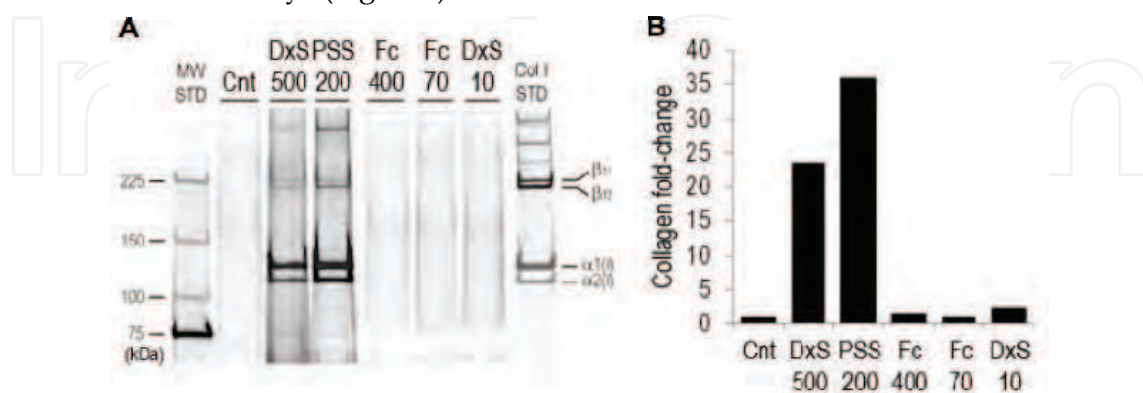 A
MW STD
Cnt
DxS 500
PSS 200
Fc 400
Fc 70
DxS 10
Col I STD
225
150
100
75
(kDa)
β11
β12
α1(I)
α2(I)
B
Collagen fold-change
40
35
30
25
20
15
10
5
0
Cnt
DxS 500
PSS 200
Fc 400
Fc 70
DxS 10